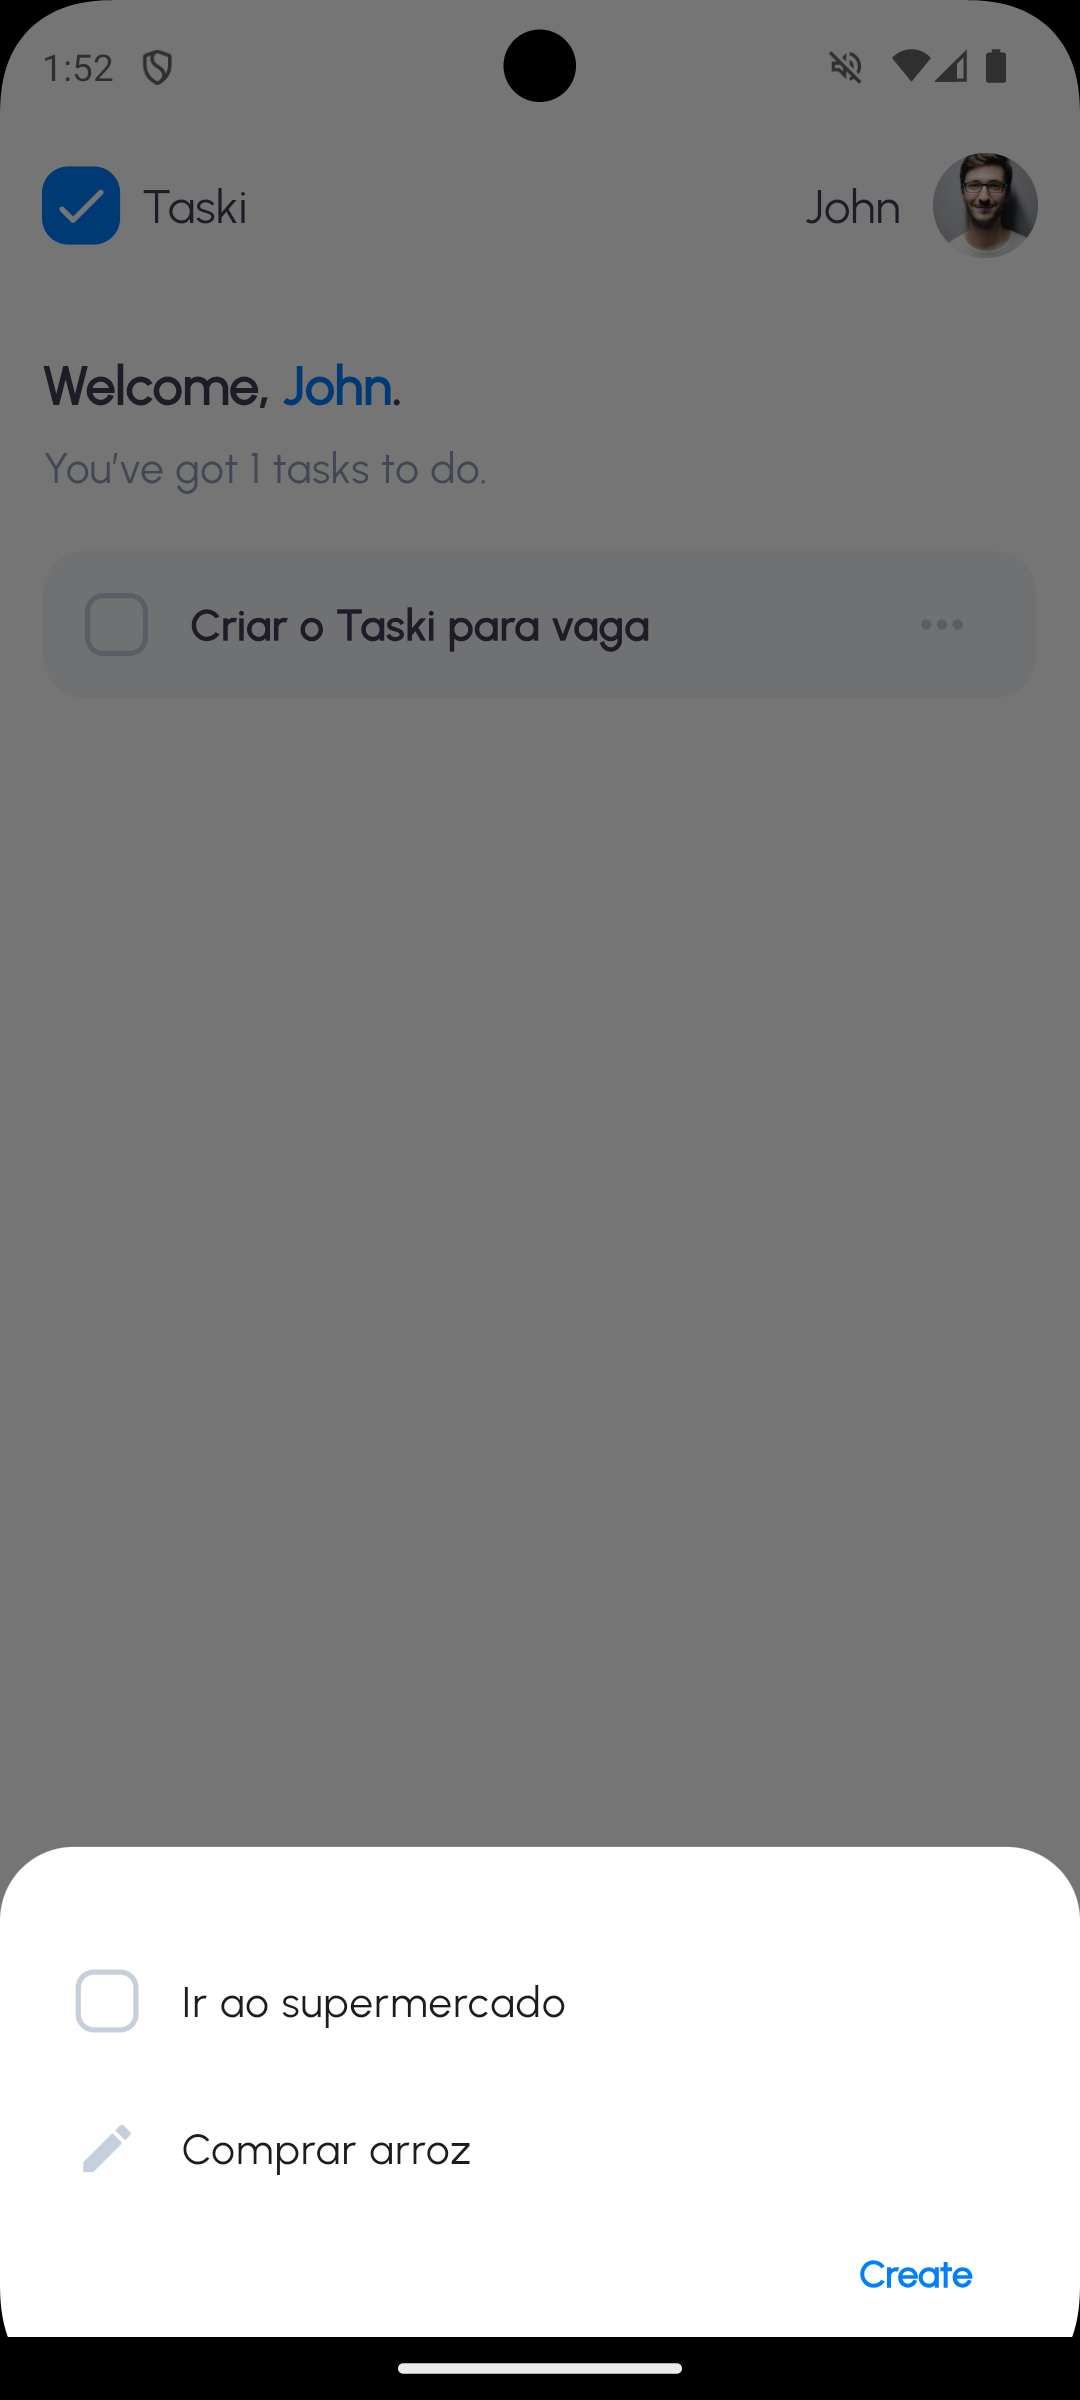 1:52
Taski
John
Welcome, John.
You've got 1 tasks to do.
Criar o Taski para vaga
Ir ao supermercado
Comprar arroz
Create